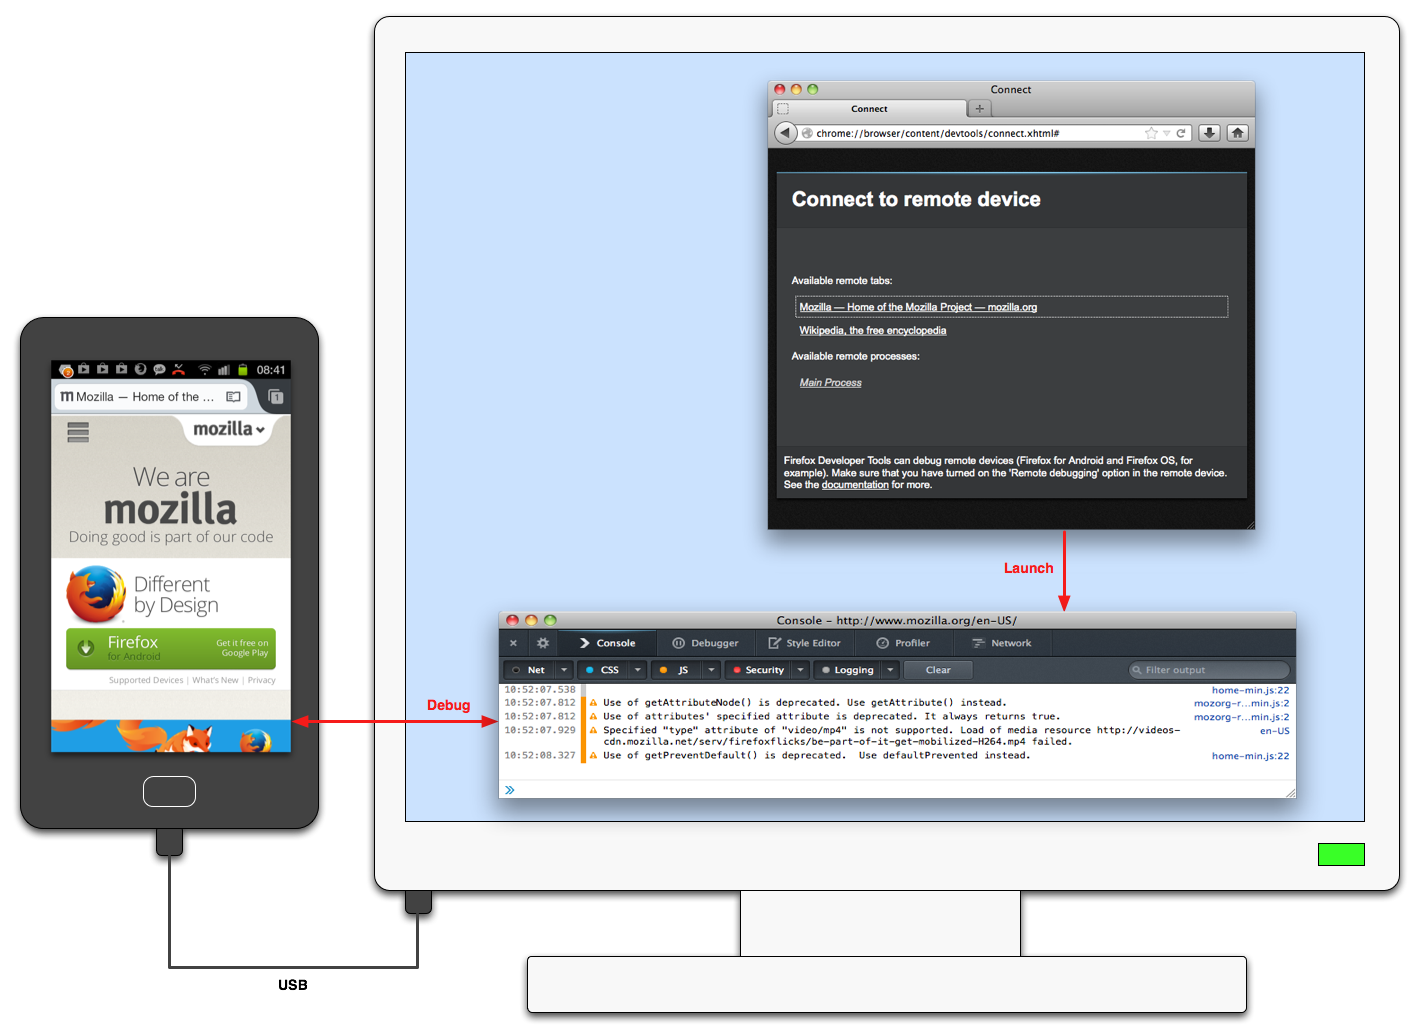 Connect
Connect
chrome://browser/content/devtools/connect.xhtml#
Connect to remote device
Available remote tabs:
Mozilla — Home of the Mozilla Project — mozilla.org
Wikipedia, the free encyclopedia
Available remote processes:
Main Process
Firefox Developer Tools can debug remote devices (Firefox for Android and Firefox OS, for
example). Make sure that you have turned on the 'Remote debugging' option in the remote device.
See the documentation for more.
Launch
08:41
m Mozilla — Home of the ...
1
mozilla
We are
mozilla
Doing good is part of our code
Different
by Design
Firefox
for Android
Get it free on
Google Play
Supported Devices | What's New | Privacy
Debug
Console - http://www.mozilla.org/en-US/
Console Debugger Style Editor Profiler Network
Net CSS JS Security Logging Clear Filter output
10:52:07.538 home-min.js:22
10:52:07.812 Use of getAttributeNode() is deprecated. Use getAttribute() instead. mozorg-r…min.js:2
10:52:07.812 Use of attributes' specified attribute is deprecated. It always returns true. mozorg-r…min.js:2
10:52:07.929 Specified "type" attribute of "video/mp4" is not supported. Load of media resource http://videos- en-US
cdn.mozilla.net/serv/firefoxflicks/be-part-of-it-get-mobilized-H264.mp4 failed.
10:52:08.327 Use of getPreventDefault() is deprecated.  Use defaultPrevented instead. home-min.js:22
USB